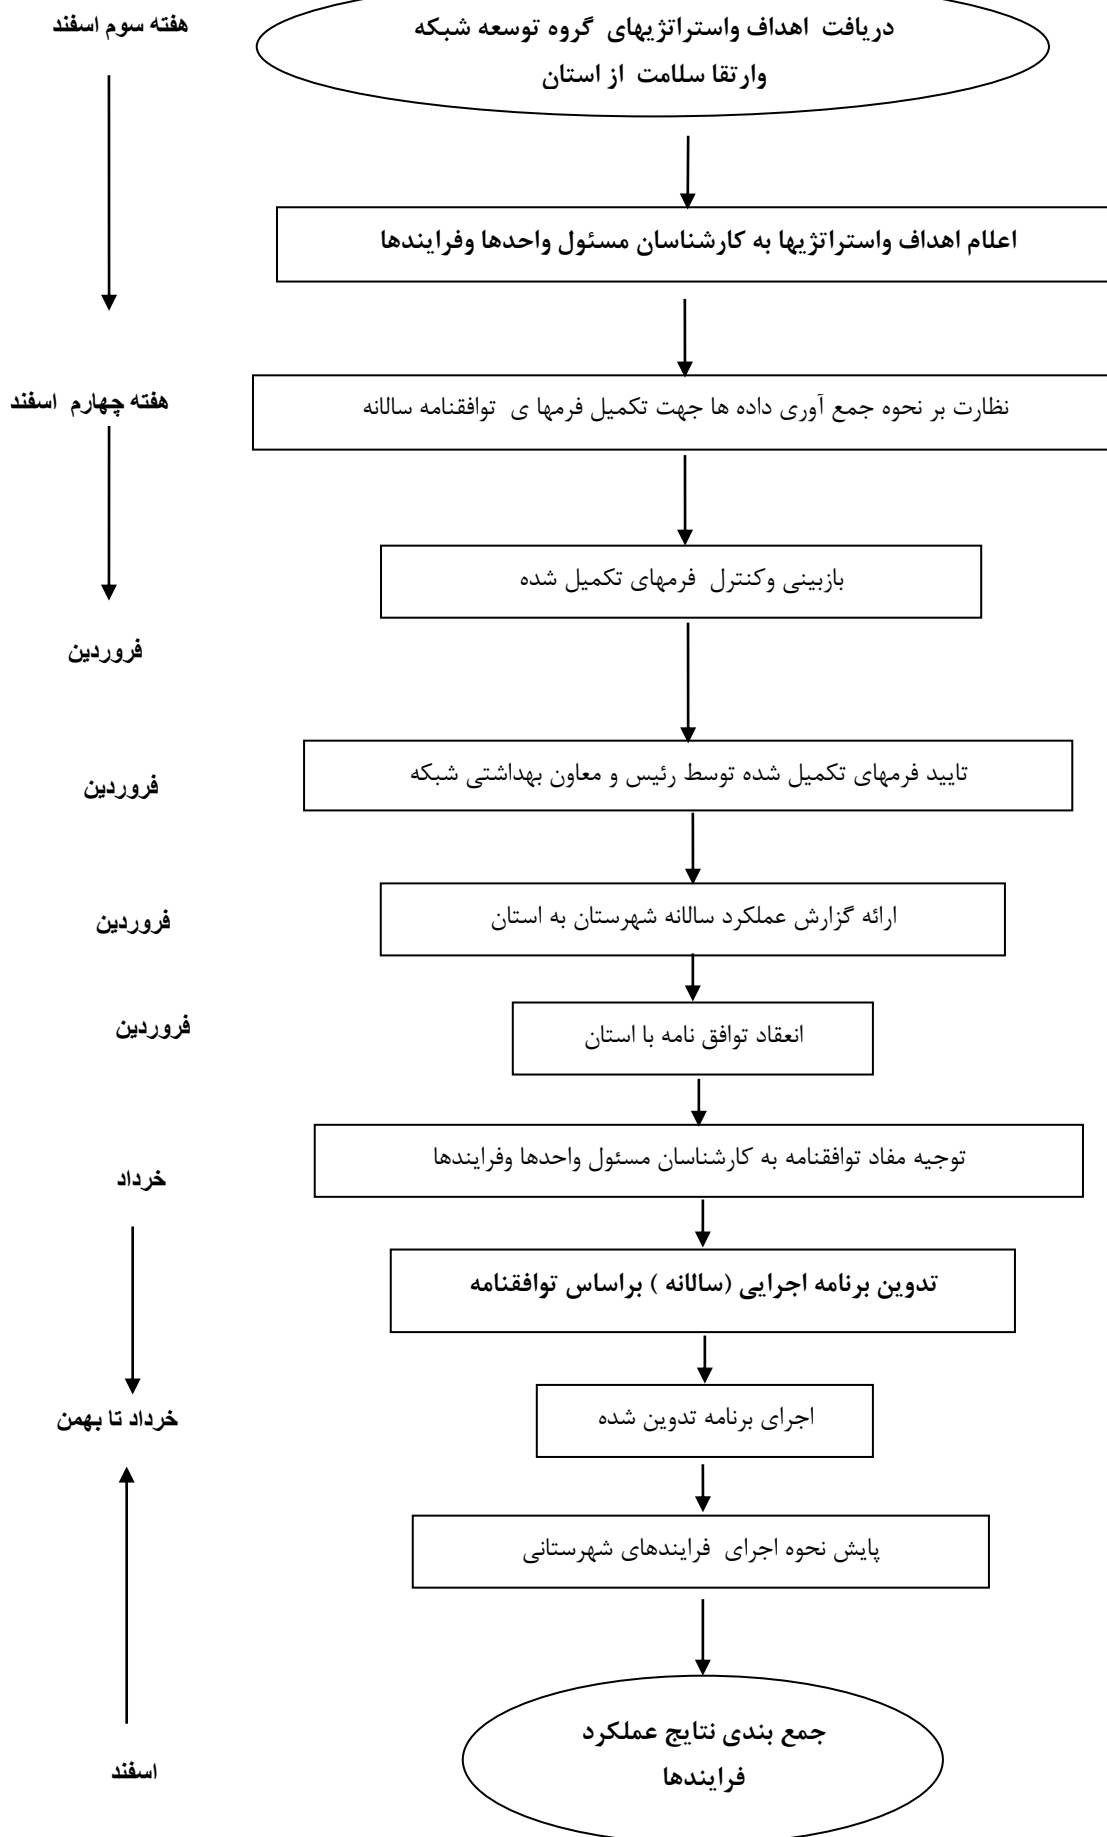 دریافت اهداف واستراتژیهای گروه توسعه شبکه
وارتقا سلامت از استان
هفته سوم اسفند
اعلام اهداف واستراتژیها به کارشناسان مسئول واحدها وفرایندها
نظارت بر نحوه جمع آوری داده ها جهت تکمیل فرمها ی توافقنامه سالانه
هفته چهارم اسفند
بازبینی وکنترل فرمهای تکمیل شده
فروردین
تایید فرمهای تکمیل شده توسط رئیس و معاون بهداشتی شبکه
فروردین
ارائه گزارش عملکرد سالانه شهرستان به استان
فروردین
انعقاد توافق نامه با استان
فروردین
توجیه مفاد توافقنامه به کارشناسان مسئول واحدها وفرایندها
خرداد
تدوین برنامه اجرایی (سالانه ) براساس توافقنامه
اجرای برنامه تدوین شده
خرداد تا بهمن
پایش نحوه اجرای فرایندهای شهرستانی
جمع بندی نتایج عملکرد
فرایندها
اسفند